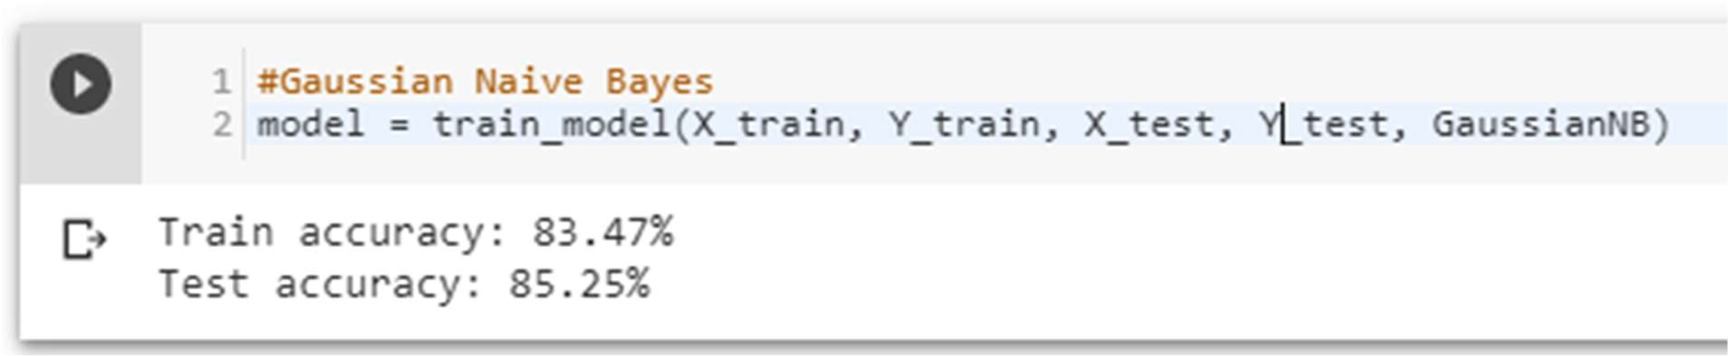 1 #Gaussian Naive Bayes
2 model = train_model(X_train, Y_train, X_test, Y_test, GaussianNB)
Train accuracy: 83.47%
Test accuracy: 85.25%